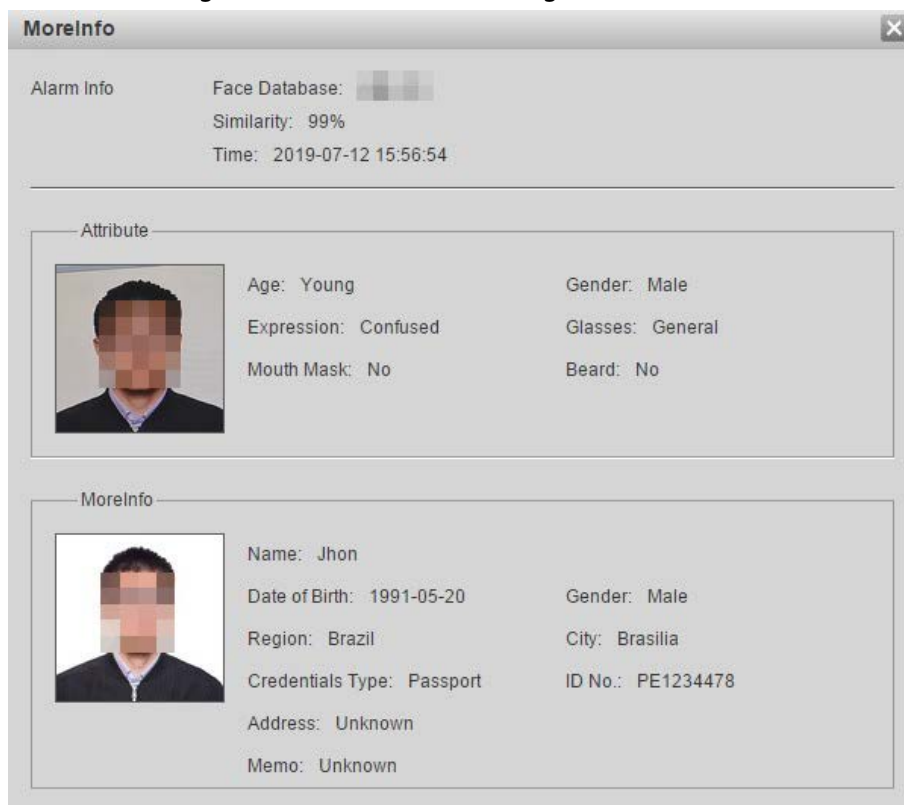 MoreInfo
Alarm Info Face Database:
Similarity: 99%
Time: 2019-07-12 15:56:54
Attribute
Age: Young Gender: Male
Expression: Confused Glasses: General
Mouth Mask: No Beard: No
MoreInfo
Name: Jhon
Date of Birth: 1991-05-20 Gender: Male
Region: Brazil City: Brasilia
Credentials Type: Passport ID No.: PE1234478
Address: Unknown
Memo: Unknown